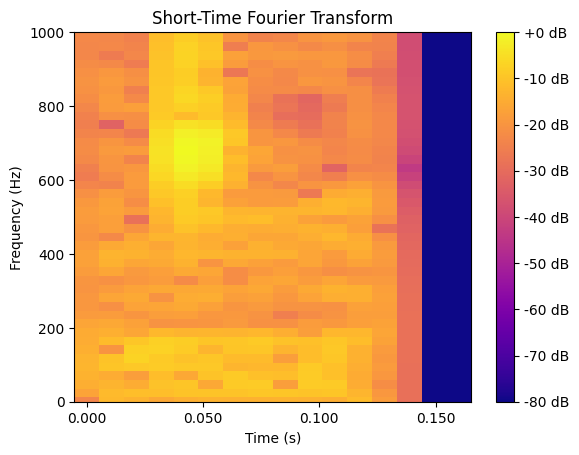 Short-Time Fourier Transform
1000
800
600
400
200
0
Frequency (Hz)
0.000
0.050
0.100
0.150
Time (s)
+0 dB
-10 dB
-20 dB
-30 dB
-40 dB
-50 dB
-60 dB
-70 dB
-80 dB